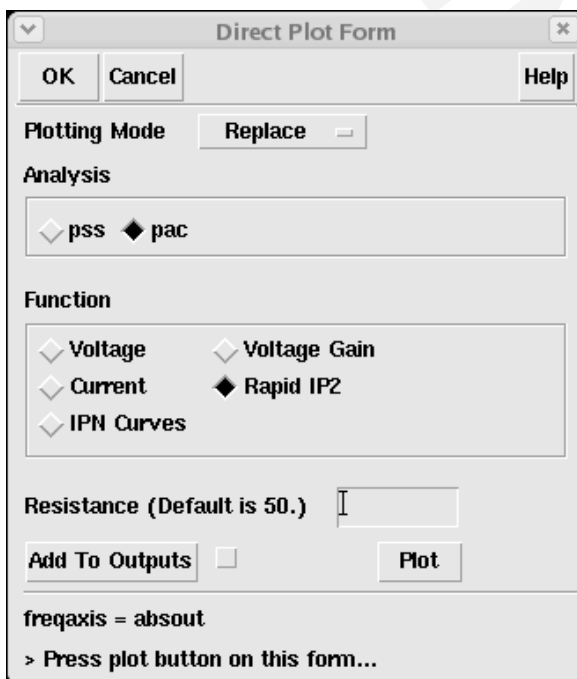 Direct Plot Form
OK Cancel Help
Plotting Mode Replace
Analysis
pss pac
Function
Voltage Voltage Gain
Current Rapid IP2
IPN Curves
Resistance (Default is 50.)
Add To Outputs Plot
freqaxis = absout
> Press plot button on this form...